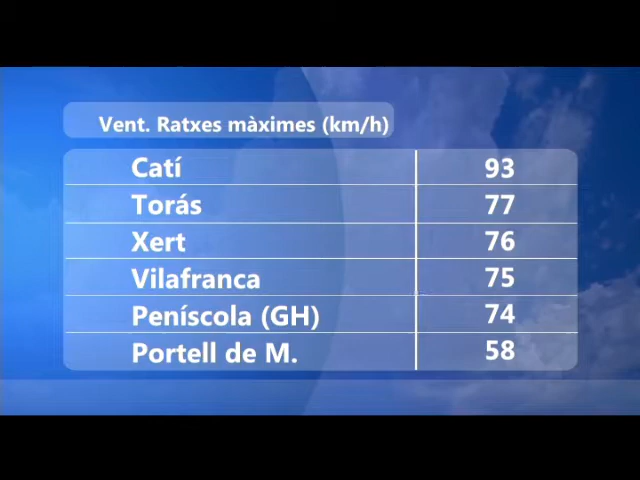 Vent. Ratxes màximes (km/h)
Catí 93
Torás 77
Xert 76
Vilafranca 75
Peníscola (GH) 74
Portell de M. 58